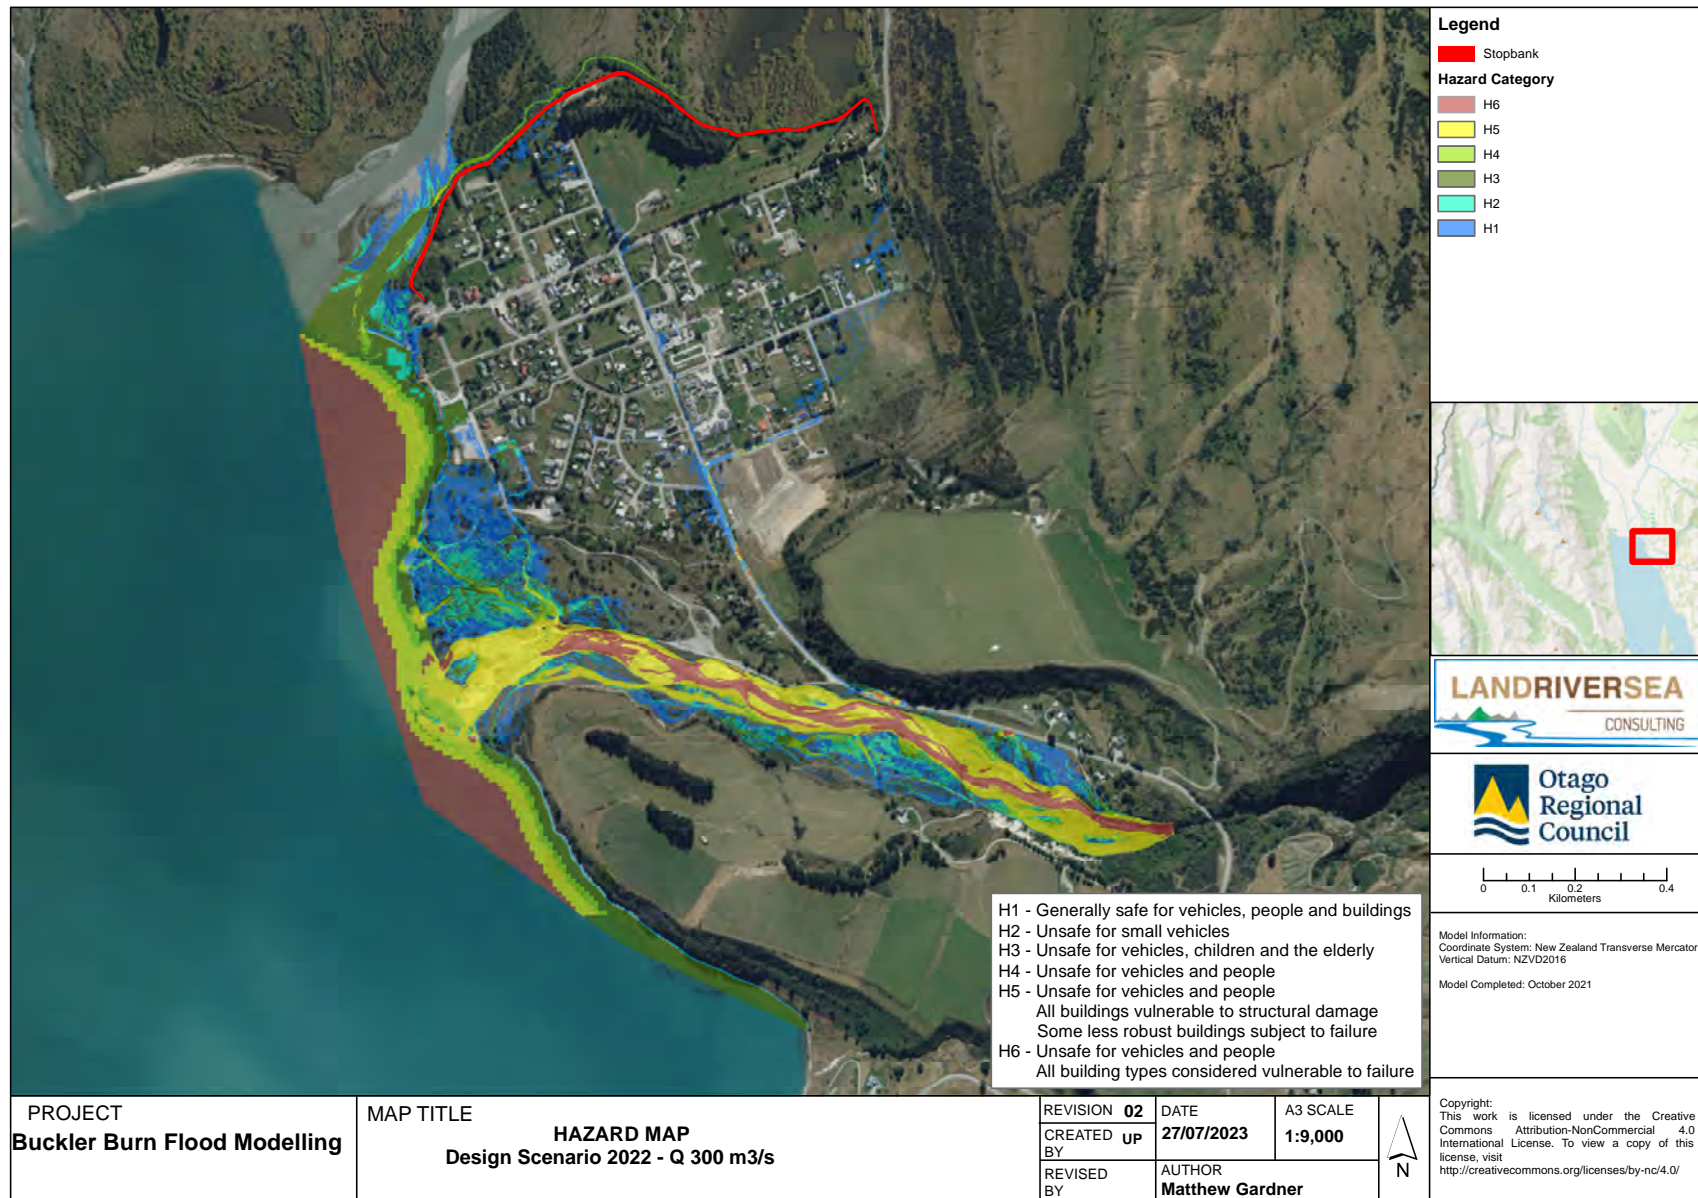 Legend
Stopbank
Hazard Category
H6
H5
H4
H3
H2
H1
LANDRIVERSEA
CONSULTING
Otago
Regional
Council
0 0.1 0.2 0.4
Kilometers
Model Information:
Coordinate System: New Zealand Transverse Mercator
Vertical Datum: NZVD2016
Model Completed: October 2021
H1 - Generally safe for vehicles, people and buildings
H2 - Unsafe for small vehicles
H3 - Unsafe for vehicles, children and the elderly
H4 - Unsafe for vehicles and people
H5 - Unsafe for vehicles and people
All buildings vulnerable to structural damage
Some less robust buildings subject to failure
H6 - Unsafe for vehicles and people
All building types considered vulnerable to failure
PROJECT
Buckler Burn Flood Modelling
MAP TITLE
HAZARD MAP
Design Scenario 2022 - Q 300 m3/s
REVISION 02
CREATED BY UP
REVISED BY
DATE
27/07/2023
A3 SCALE
1:9,000
AUTHOR
Matthew Gardner
N
Copyright:
This work is licensed under the Creative
Commons Attribution-NonCommercial 4.0
International License. To view a copy of this
license, visit
http://creativecommons.org/licenses/by-nc/4.0/